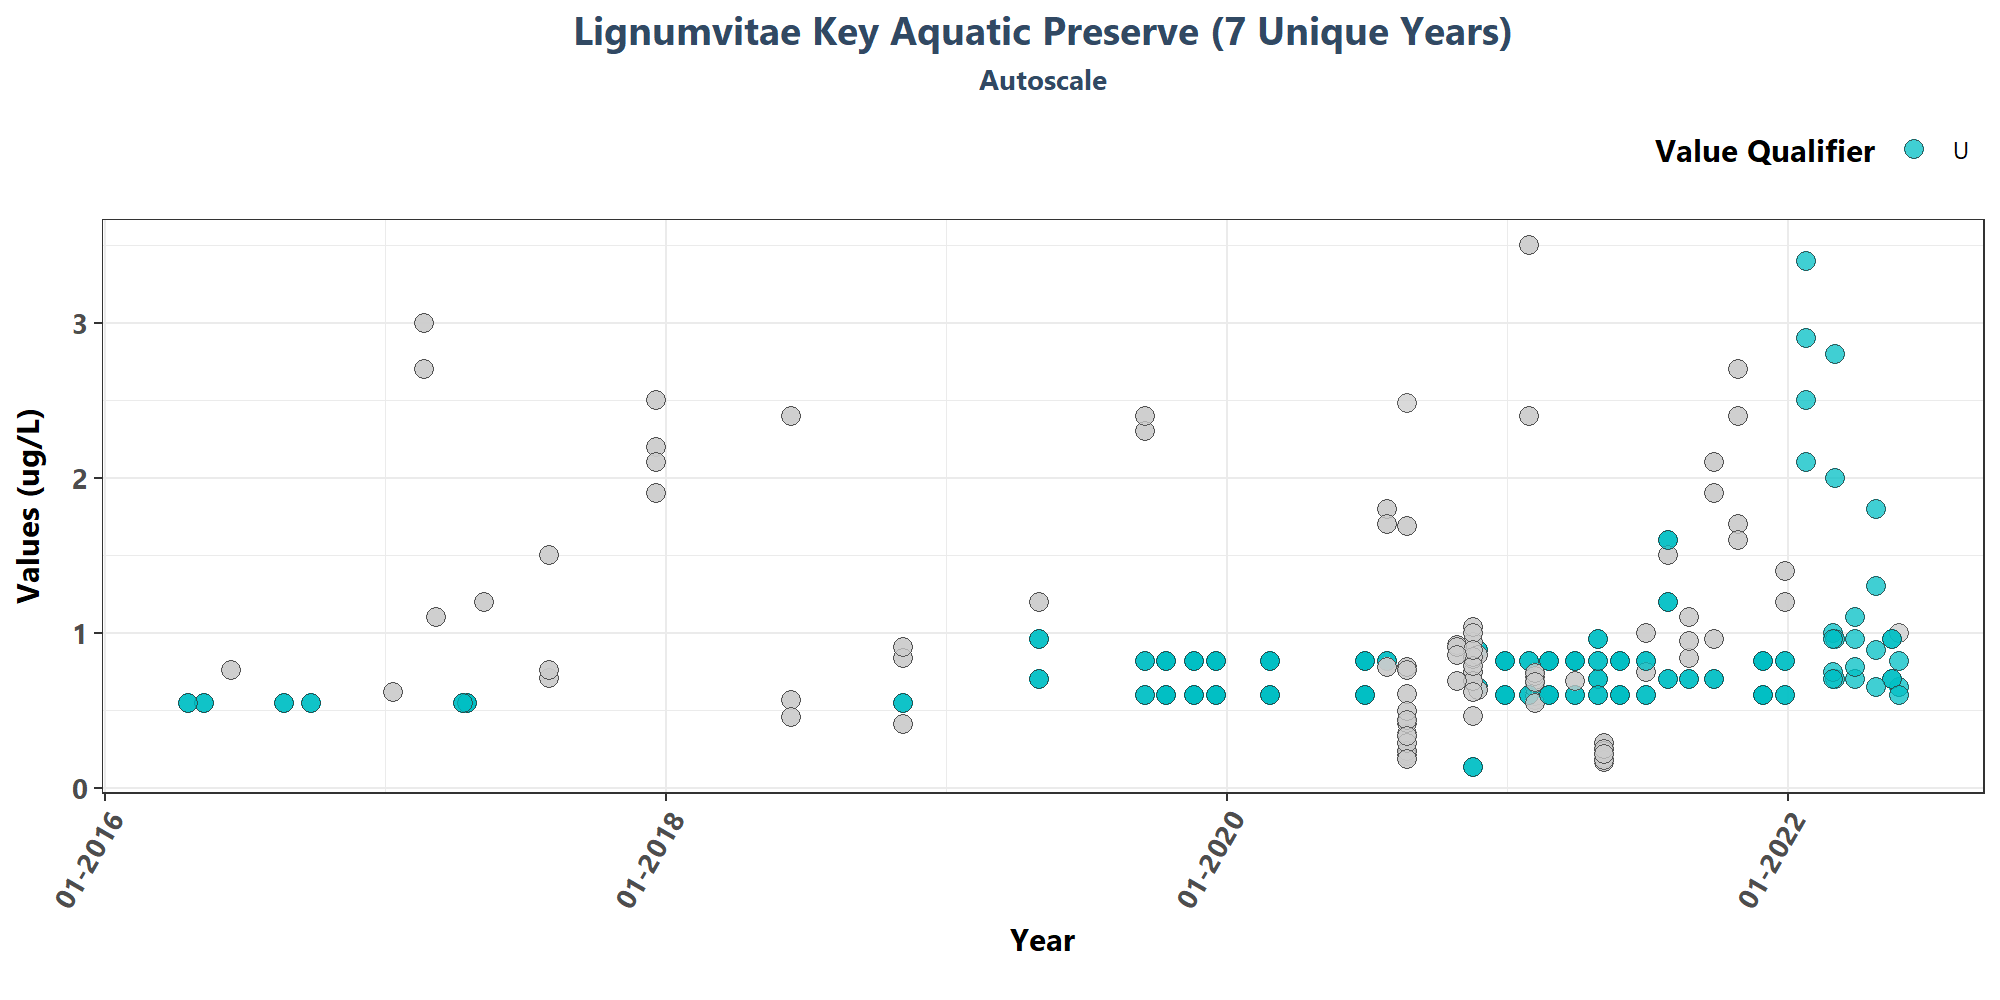 Lignumvitae Key Aquatic Preserve (7 Unique Years)
Autoscale
Value Qualifier U
Values (ug/L)
3
2
1
0
01-2016
01-2018
01-2020
01-2022
Year